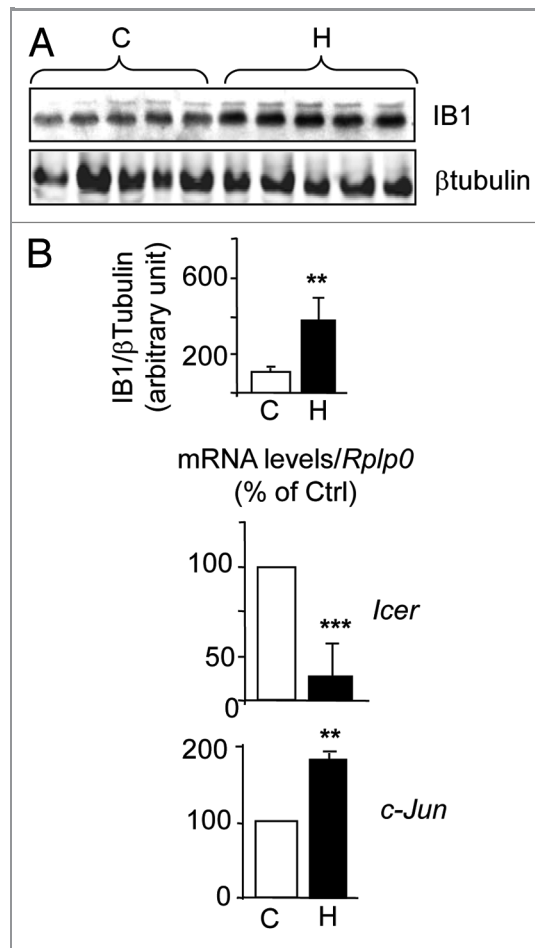 A
C
H
IB1
βtubulin
B
IB1/βTubulin
(arbitrary unit)
600
200
**
C
H
mRNA levels/Rplp0
(% of Ctrl)
100
50
0
***
Icer
200
100
0
**
c-Jun
C
H